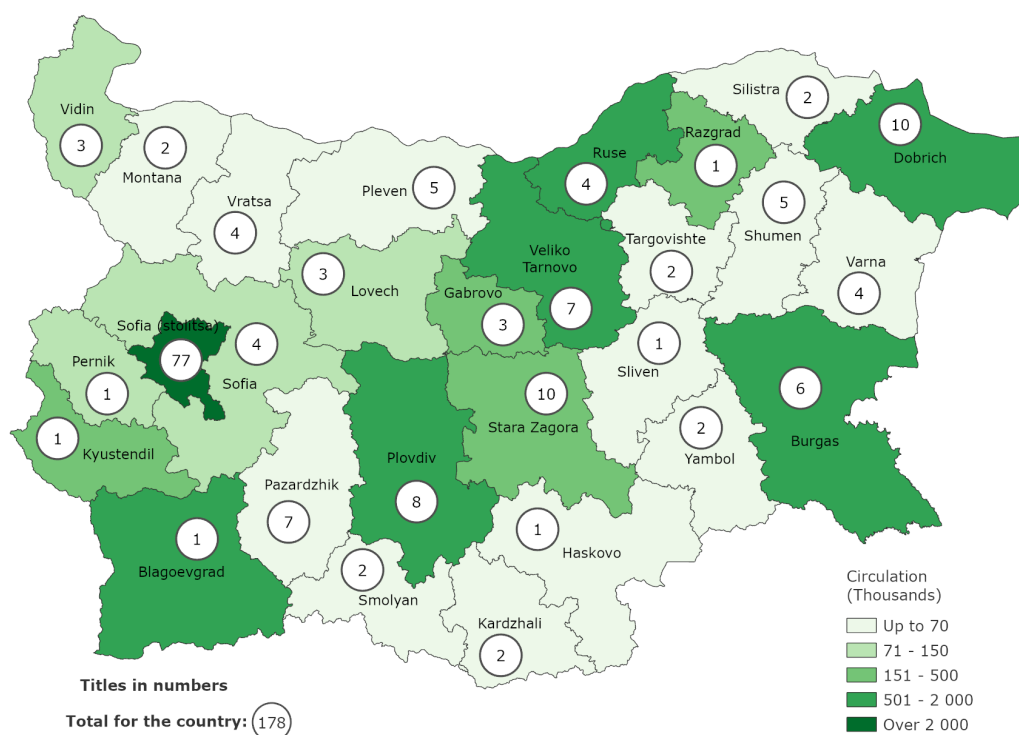 Silistra
2
10
Dobrich
Vidin
3
2
Montana
Vratsa
4
Pleven
5
Ruse
4
Razgrad
1
5
Shumen
Targovishte
2
Varna
4
Veliko
Tarnovo
7
3
Lovech
Gabrovo
3
Sofia (stolitsa)
77
4
Sofia
Pernik
1
1
Kyustendil
1
Sliven
10
Stara Zagora
2
Yambol
6
Burgas
Plovdiv
8
Pazardzhik
7
1
Blagoevgrad
1
Haskovo
2
Smolyan
Kardzhali
2
Circulation
(Thousands)
Up to 70
71 - 150
151 - 500
501 - 2 000
Over 2 000
Titles in numbers
Total for the country: 178